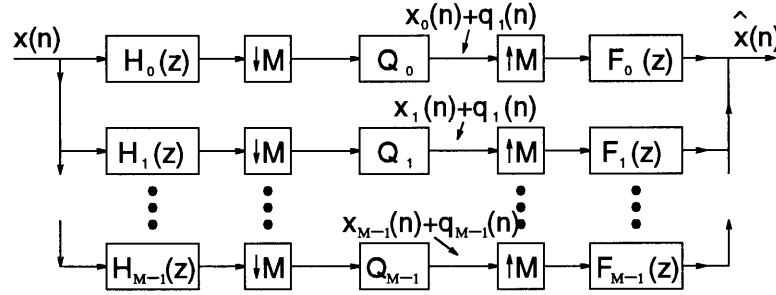 x₀(n)+q₁(n)
x(n) H₀(z) ↓M Q₀ ↑M F₀(z) x̂(n)
x₁(n)+q₁(n)
H₁(z) ↓M Q₁ ↑M F₁(z)
x_{M-1}(n)+q_{M-1}(n)
H_{M-1}(z) ↓M Q_{M-1} ↑M F_{M-1}(z)